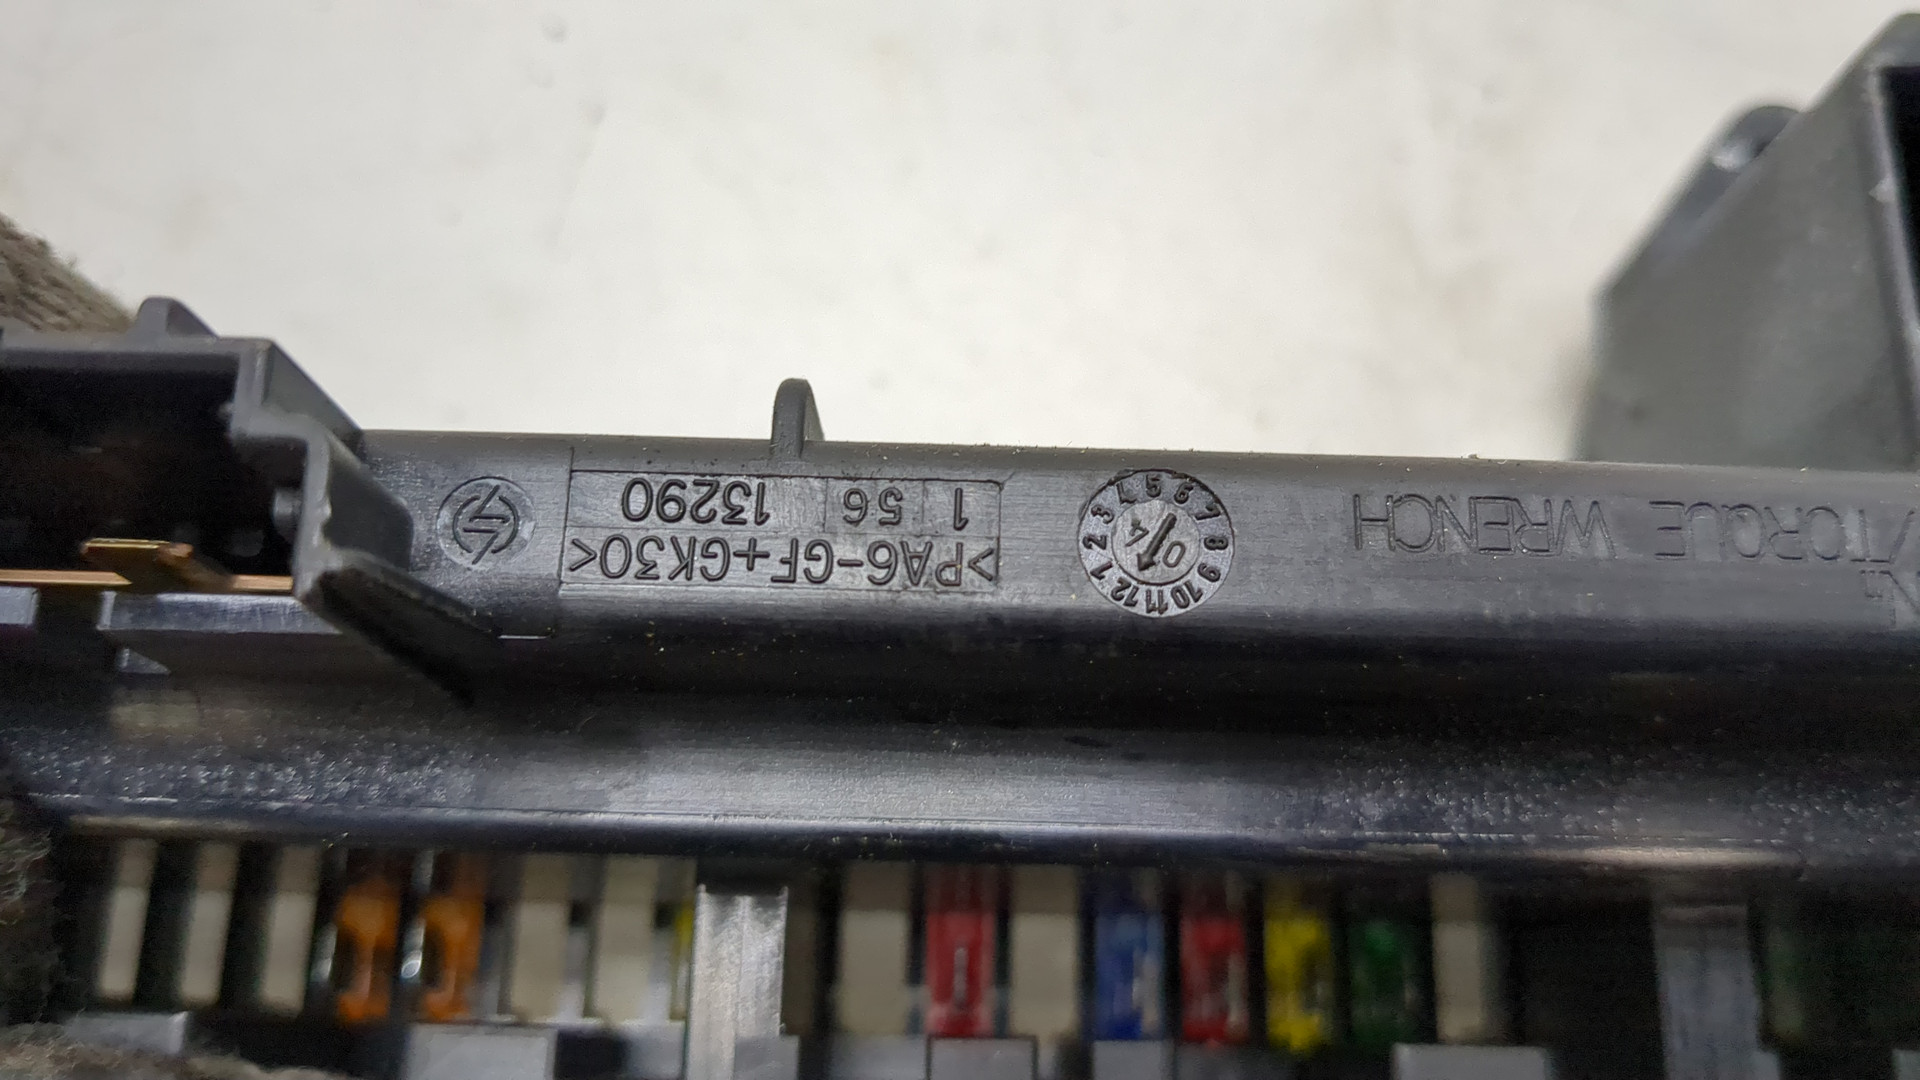 /TORQUE WRENCH
1 2 3 4 5 6 7 8 9 10 11 12
04
>PA6-GF+GK30<
1 56 13290